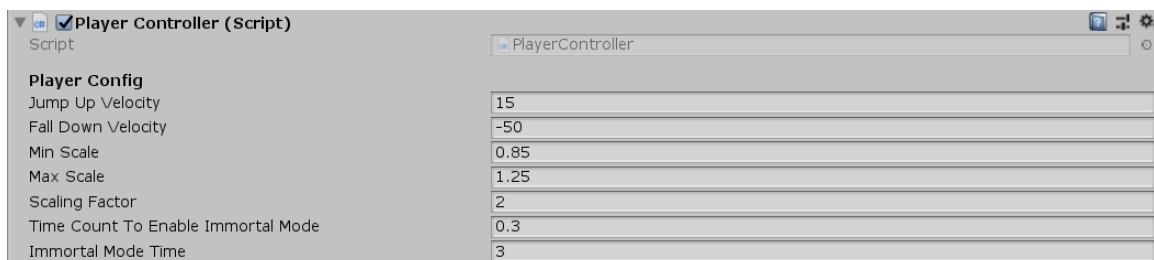 Player Controller (Script)
Script PlayerController
Player Config
Jump Up Velocity 15
Fall Down Velocity -50
Min Scale 0.85
Max Scale 1.25
Scaling Factor 2
Time Count To Enable Immortal Mode 0.3
Immortal Mode Time 3